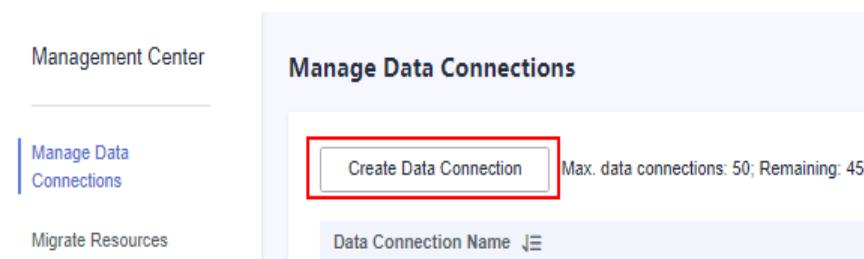 Management Center
Manage Data Connections
Manage Data
Connections
Create Data Connection
Max. data connections: 50; Remaining: 45
Migrate Resources
Data Connection Name